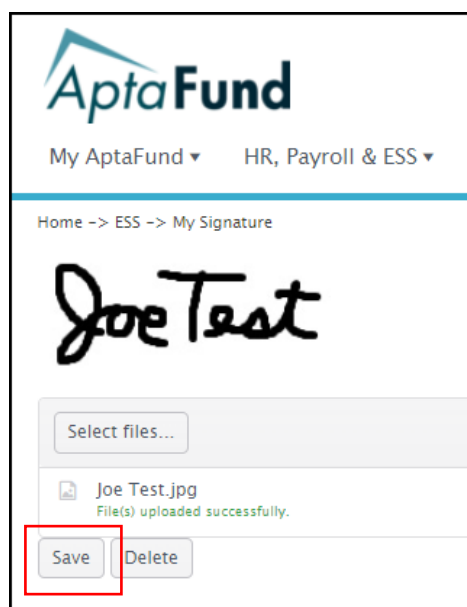 AptaFund
My AptaFund ▾ HR, Payroll & ESS ▾
Home -> ESS -> My Signature
Joe Test
Select files...
Joe Test.jpg
File(s) uploaded successfully.
Save Delete